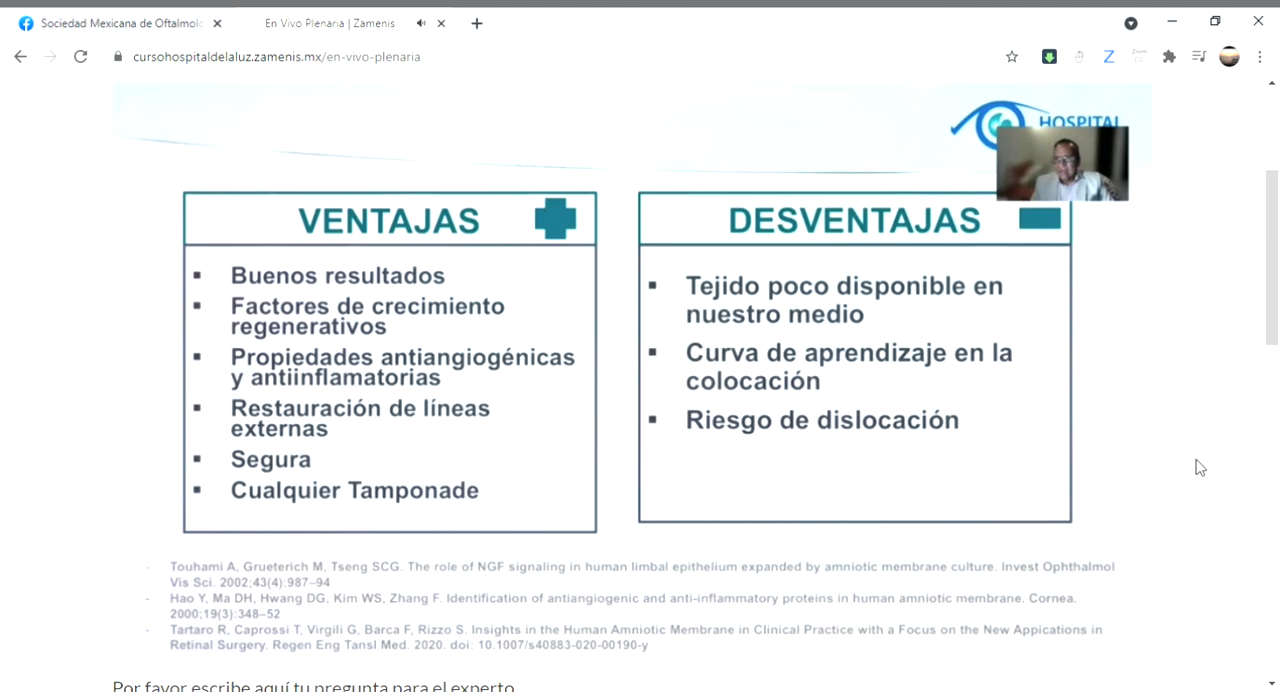 Sociedad Mexicana de Oftalmolo
En Vivo Plenaria | Zamenis
cursohospitaldelaluz.zamenis.mx/en-vivo-plenaria
HOSPITAL
VENTAJAS
Buenos resultados
Factores de crecimiento
regenerativos
Propiedades antiangiogénicas
y antiinflamatorias
Restauración de líneas
externas
Segura
Cualquier Tamponade
DESVENTAJAS
Tejido poco disponible en
nuestro medio
Curva de aprendizaje en la
colocación
Riesgo de dislocación
- Touhami A, Grueterich M, Tseng SCG. The role of NGF signaling in human limbal epithelium expanded by amniotic membrane culture. Invest Ophthalmol
Vis Sci. 2002;43(4):987–94
- Hao Y, Ma DH, Hwang DG, Kim WS, Zhang F. Identification of antiangiogenic and anti-inflammatory proteins in human amniotic membrane. Cornea.
2000;19(3):348–52
- Tartaro R, Caprossi T, Virgili G, Barca F, Rizzo S. Insights in the Human Amniotic Membrane in Clinical Practice with a Focus on the New Appications in
Retinal Surgery. Regen Eng Tansl Med. 2020. doi: 10.1007/s40883-020-00190-y
Por favor escribe aquí tu pregunta para el experto